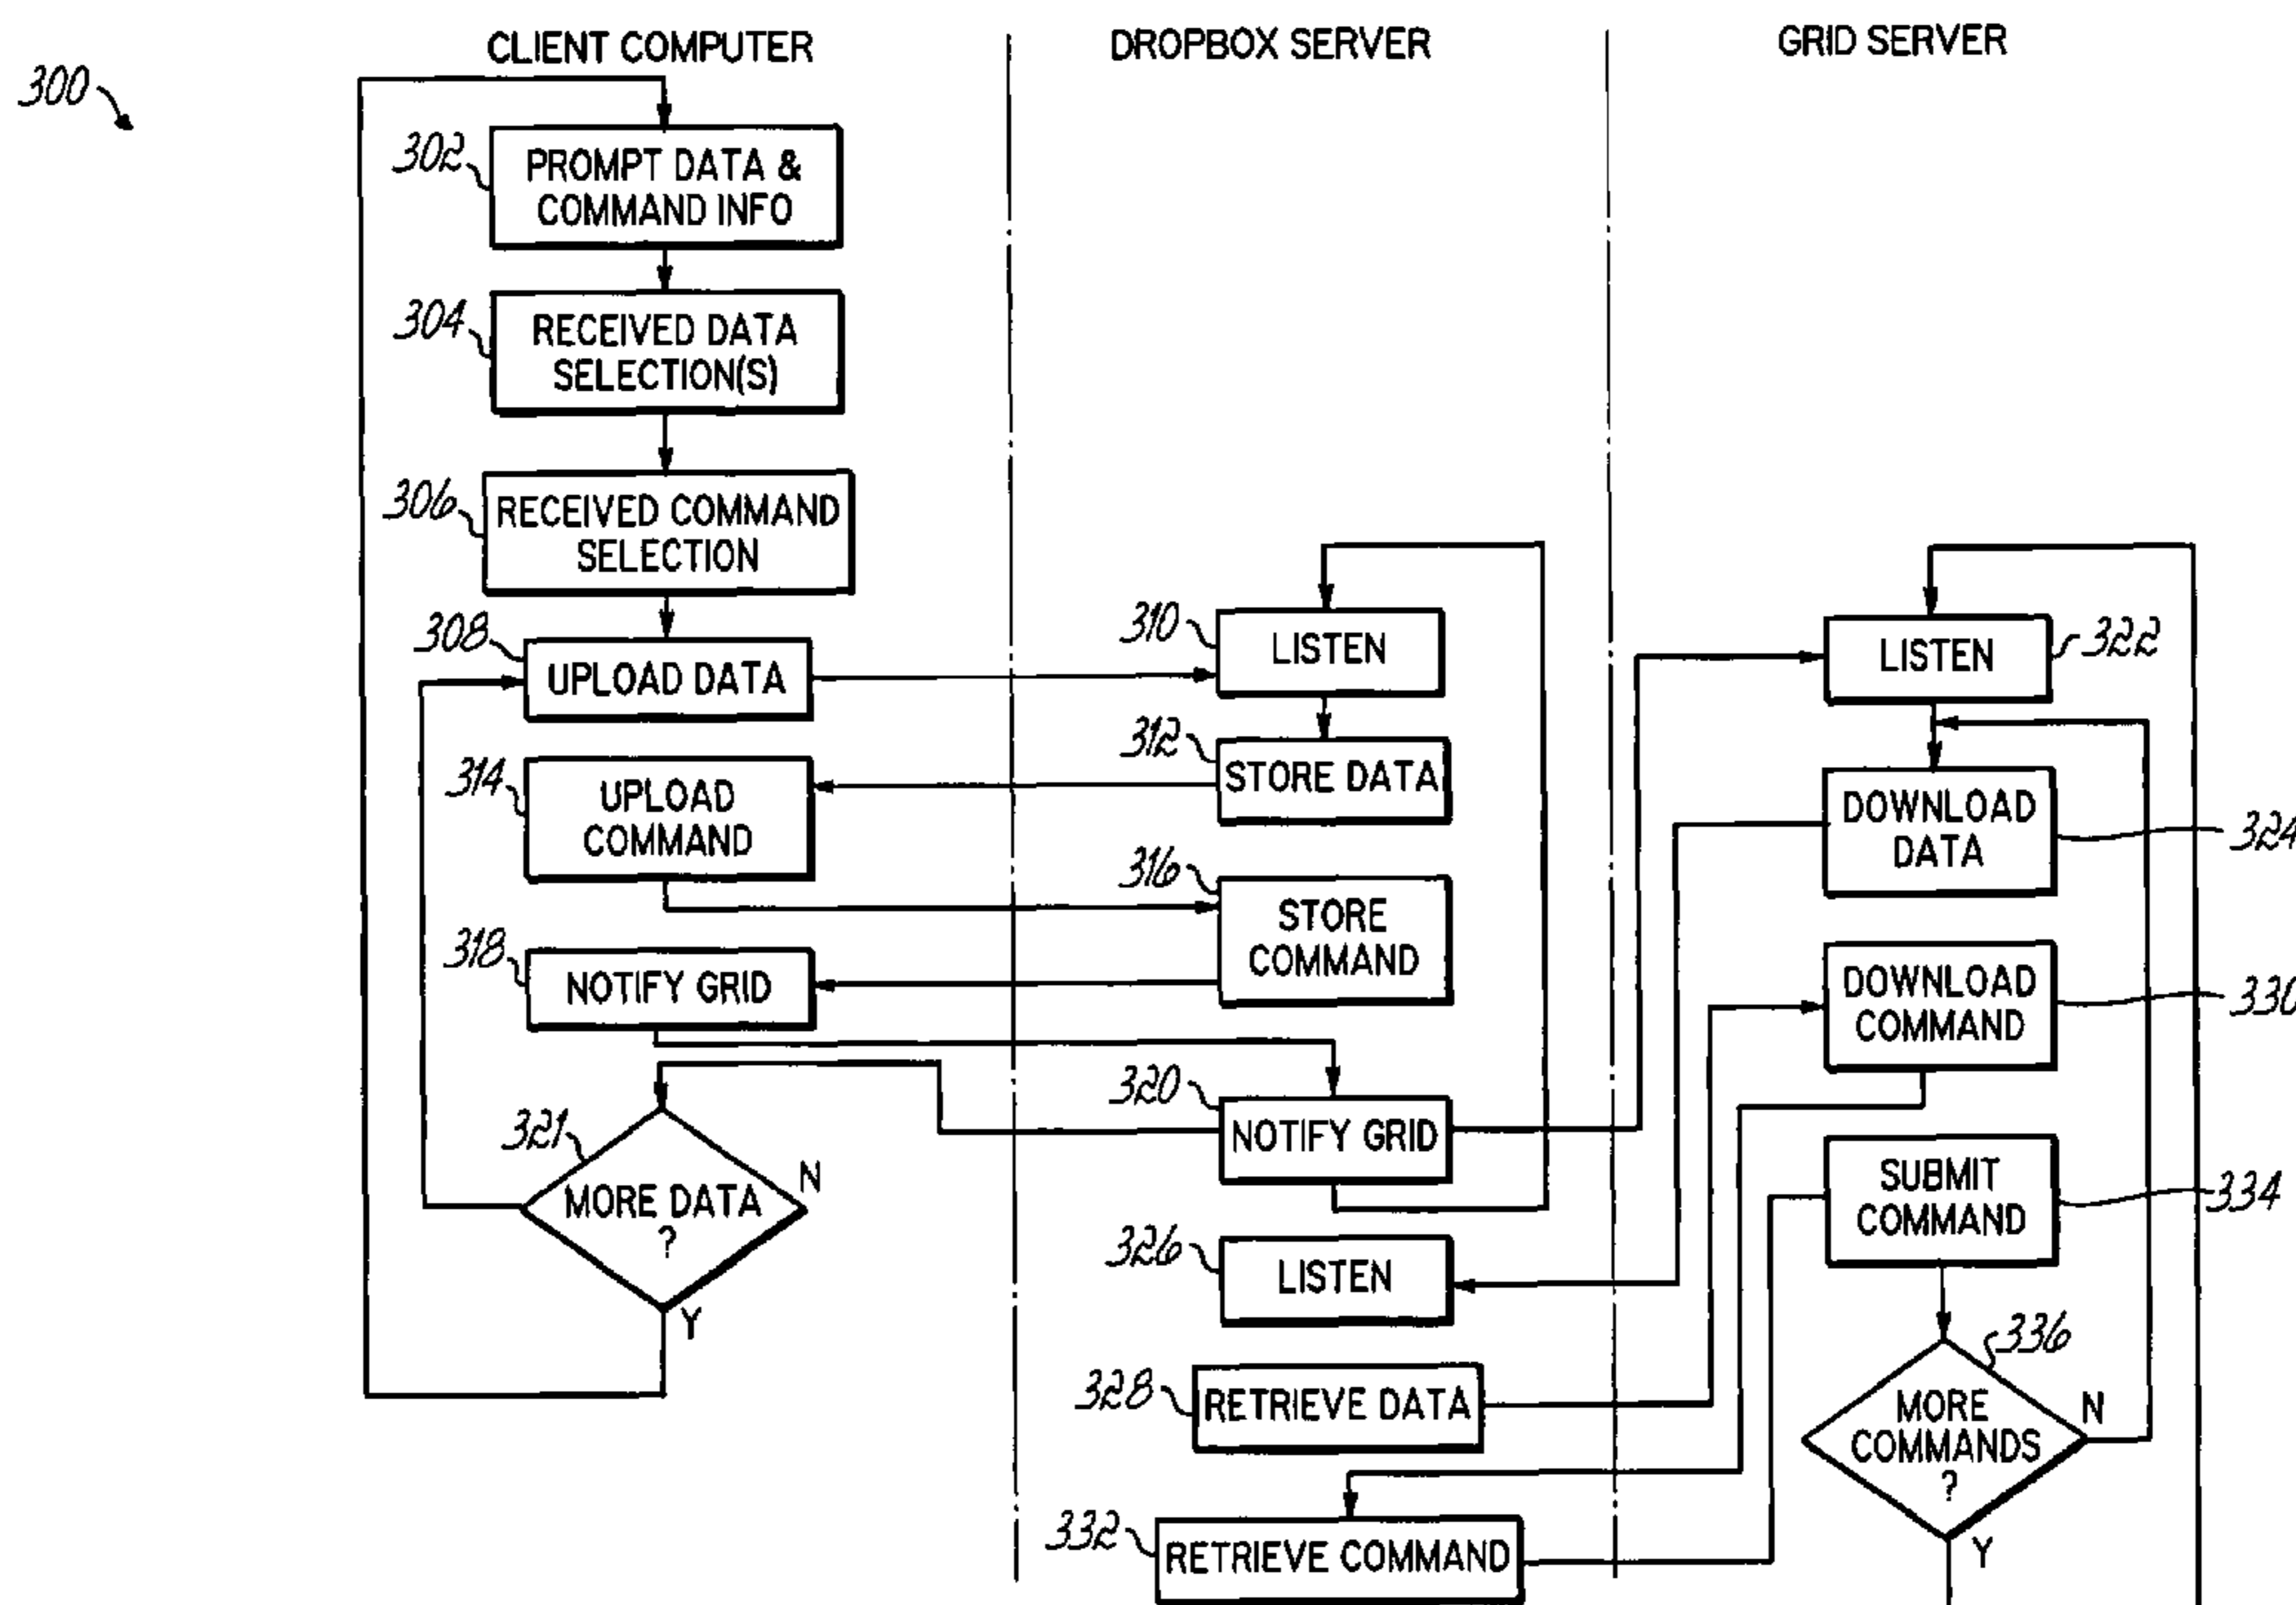 CLIENT COMPUTER
DROPBOX SERVER
GRID SERVER
300
302
PROMPT DATA &
COMMAND INFO
304
RECEIVED DATA
SELECTION(S)
306
RECEIVED COMMAND
SELECTION
308
UPLOAD DATA
310
LISTEN
322
LISTEN
312
STORE DATA
314
UPLOAD
COMMAND
324
DOWNLOAD
DATA
316
STORE
COMMAND
318
NOTIFY GRID
330
DOWNLOAD
COMMAND
320
NOTIFY GRID
321
MORE DATA
?
N
Y
334
SUBMIT
COMMAND
326
LISTEN
328
RETRIEVE DATA
336
MORE
COMMANDS
?
N
Y
332
RETRIEVE COMMAND